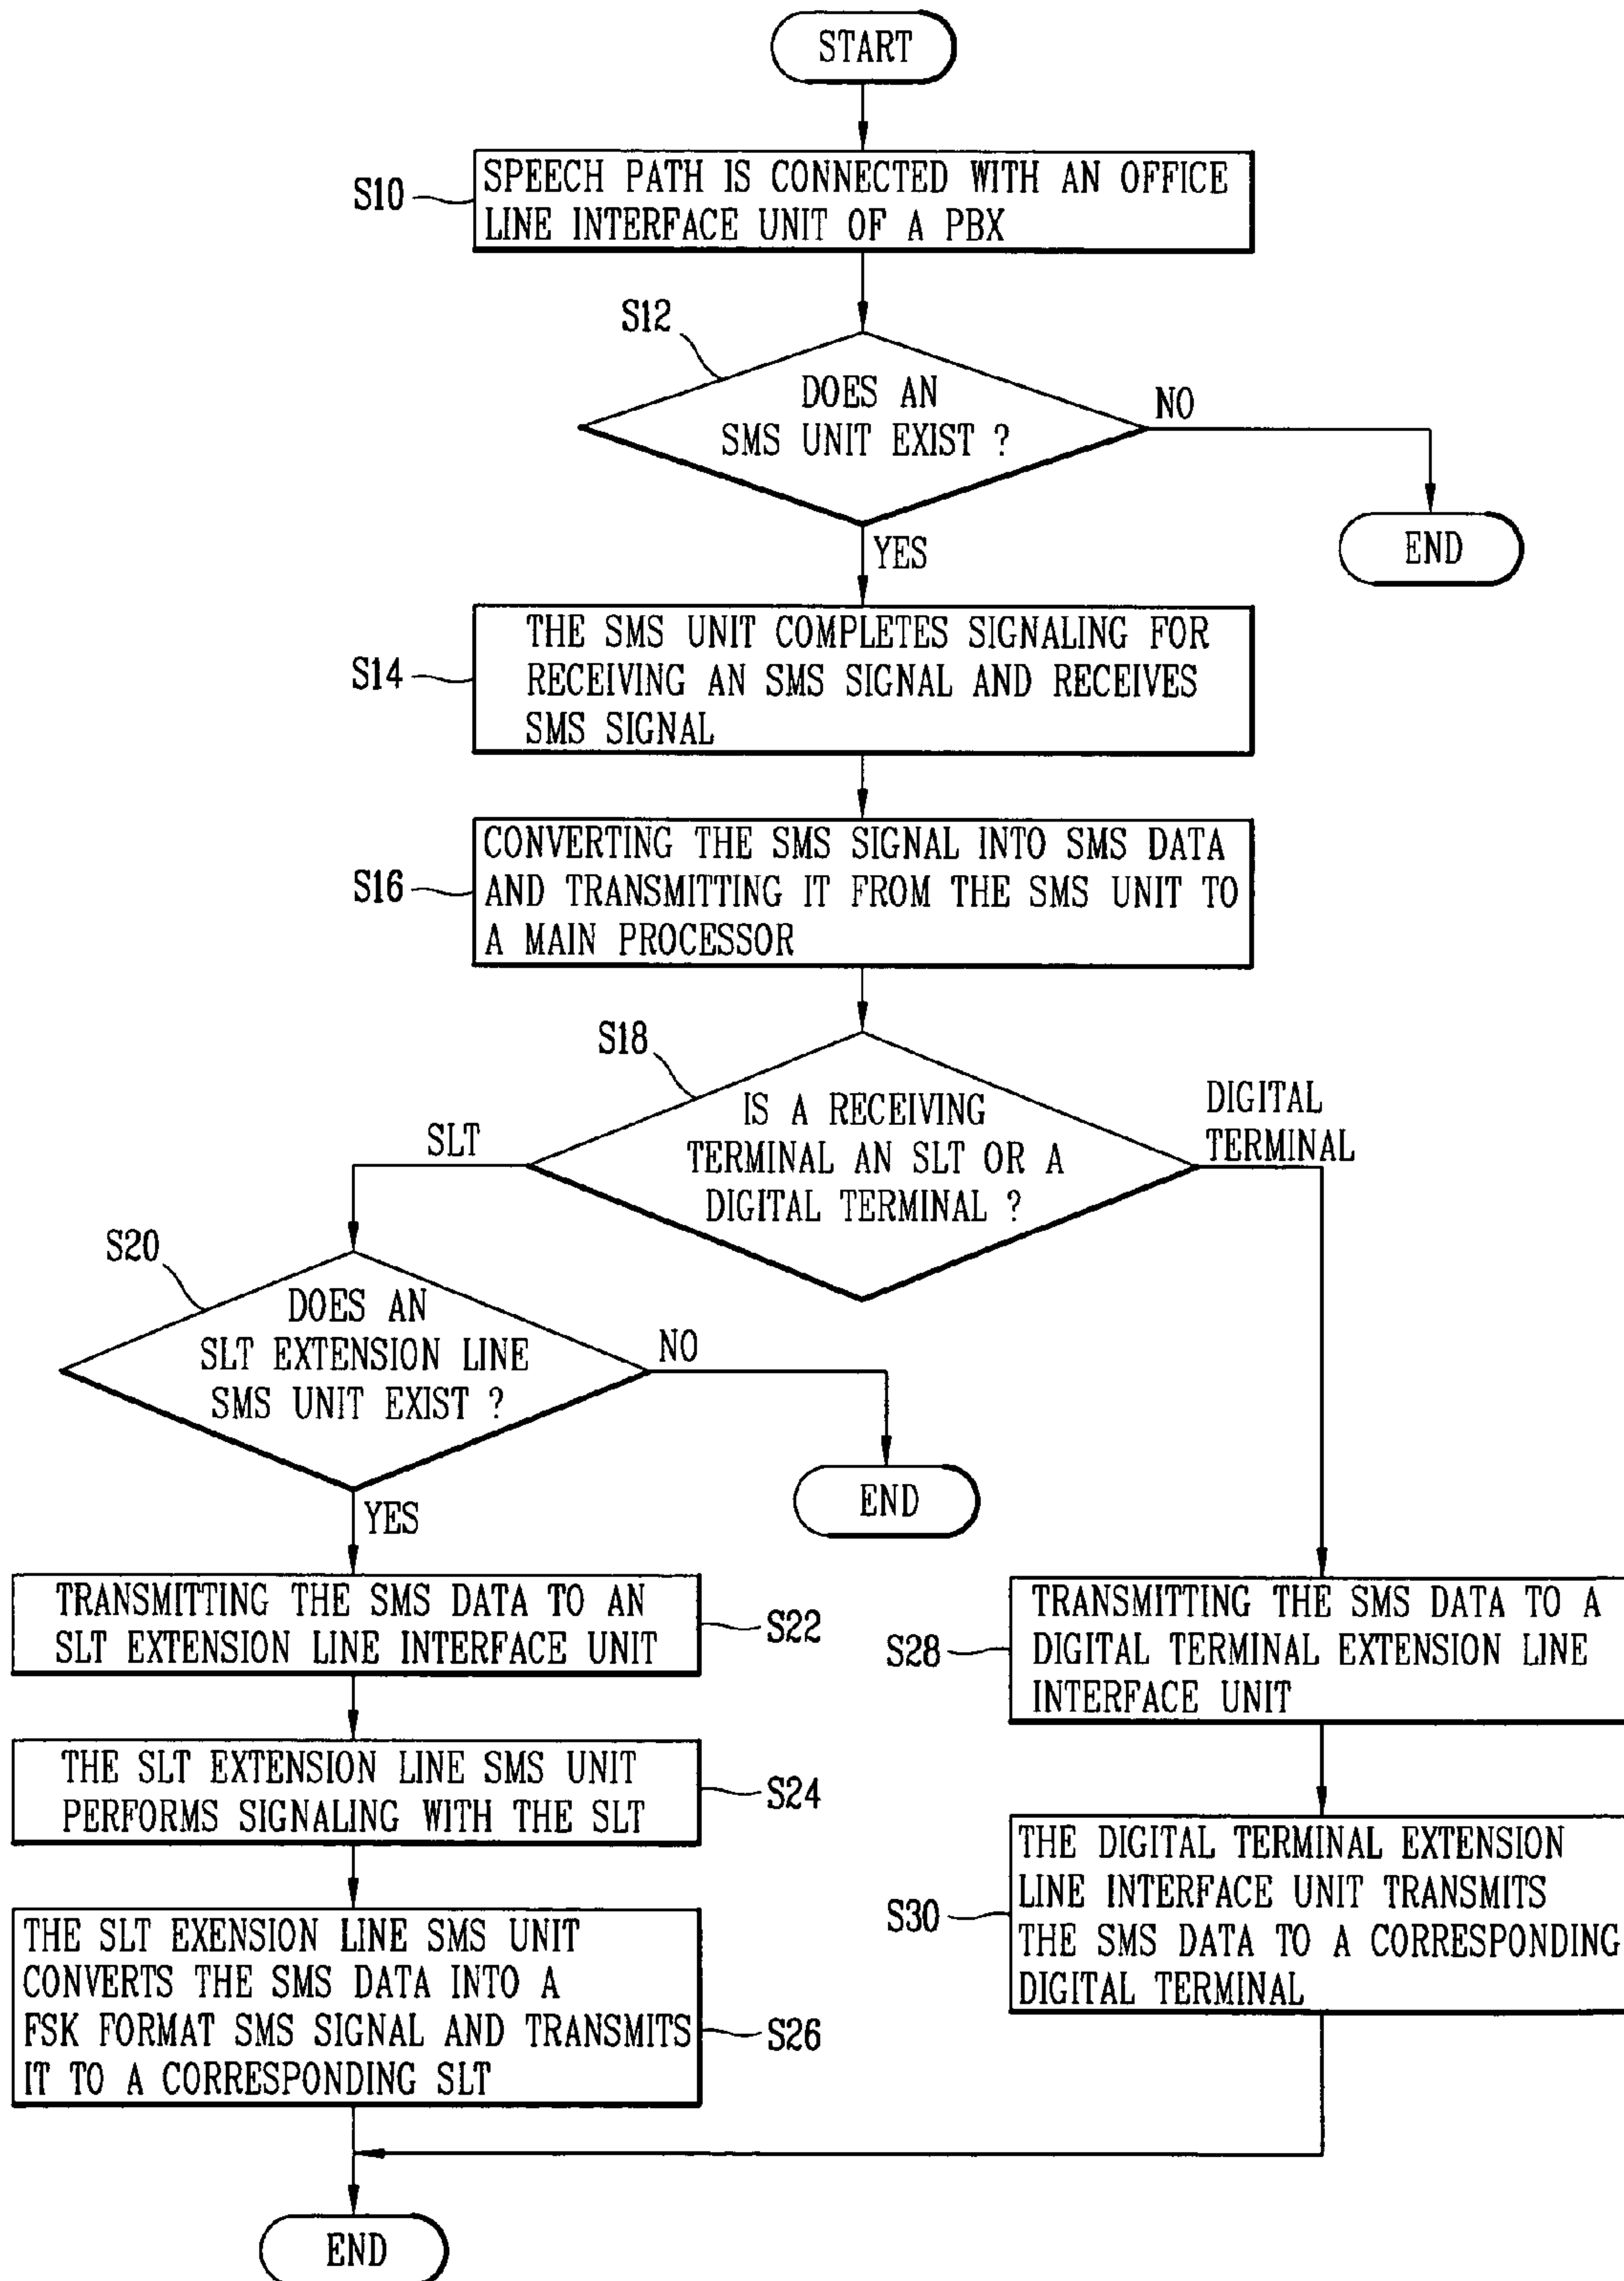 START
S10
SPEECH PATH IS CONNECTED WITH AN OFFICE
LINE INTERFACE UNIT OF A PBX
S12
DOES AN
SMS UNIT EXIST ?
NO
END
YES
S14
THE SMS UNIT COMPLETES SIGNALING FOR
RECEIVING AN SMS SIGNAL AND RECEIVES
SMS SIGNAL
S16
CONVERTING THE SMS SIGNAL INTO SMS DATA
AND TRANSMITTING IT FROM THE SMS UNIT TO
A MAIN PROCESSOR
S18
IS A RECEIVING
TERMINAL AN SLT OR A
DIGITAL TERMINAL ?
SLT
DIGITAL
TERMINAL
S20
DOES AN
SLT EXTENSION LINE
SMS UNIT EXIST ?
NO
END
YES
TRANSMITTING THE SMS DATA TO AN
SLT EXTENSION LINE INTERFACE UNIT
S22
THE SLT EXTENSION LINE SMS UNIT
PERFORMS SIGNALING WITH THE SLT
S24
THE SLT EXENSION LINE SMS UNIT
CONVERTS THE SMS DATA INTO A
FSK FORMAT SMS SIGNAL AND TRANSMITS
IT TO A CORRESPONDING SLT
S26
S28
TRANSMITTING THE SMS DATA TO A
DIGITAL TERMINAL EXTENSION LINE
INTERFACE UNIT
S30
THE DIGITAL TERMINAL EXTENSION
LINE INTERFACE UNIT TRANSMITS
THE SMS DATA TO A CORRESPONDING
DIGITAL TERMINAL
END